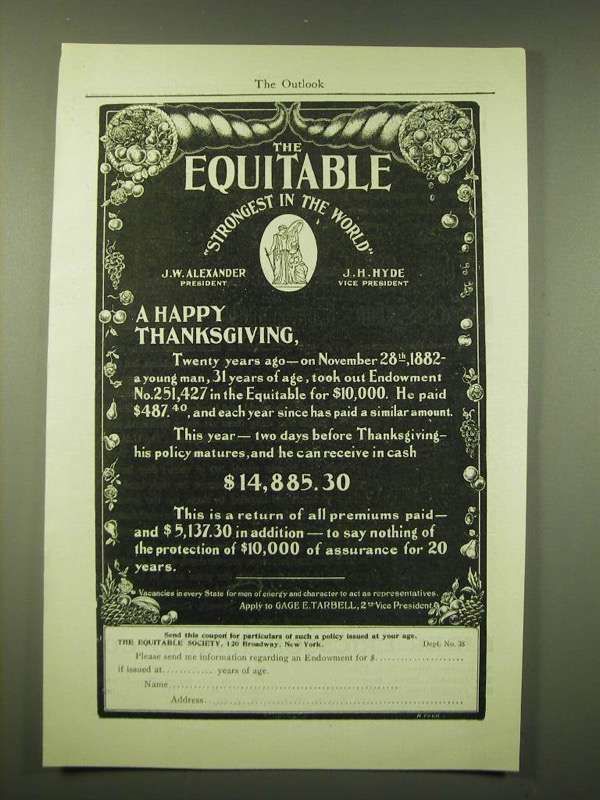 The Outlook
THE
EQUITABLE
"STRONGEST IN THE WORLD"
J.W. ALEXANDER
PRESIDENT
J.H. HYDE
VICE PRESIDENT
A HAPPY
THANKSGIVING,
Twenty years ago—on November 28th, 1882-
a young man, 31 years of age, took out Endowment
No. 251,427 in the Equitable for $10,000. He paid
$487.40, and each year since has paid a similar amount.
This year — two days before Thanksgiving—
his policy matures, and he can receive in cash
$14,885.30
This is a return of all premiums paid—
and $5,137.30 in addition — to say nothing of
the protection of $10,000 of assurance for 20
years.
Vacancies in every State for men of energy and character to act as representatives.
Apply to GAGE E. TARBELL, 2nd Vice President.
Send this coupon for particulars of such a policy issued at your age.
THE EQUITABLE SOCIETY, 120 Broadway, New York. Dept. No. 38
Please send me information regarding an Endowment for $....................
if issued at............ years of age.
Name....................
Address....................